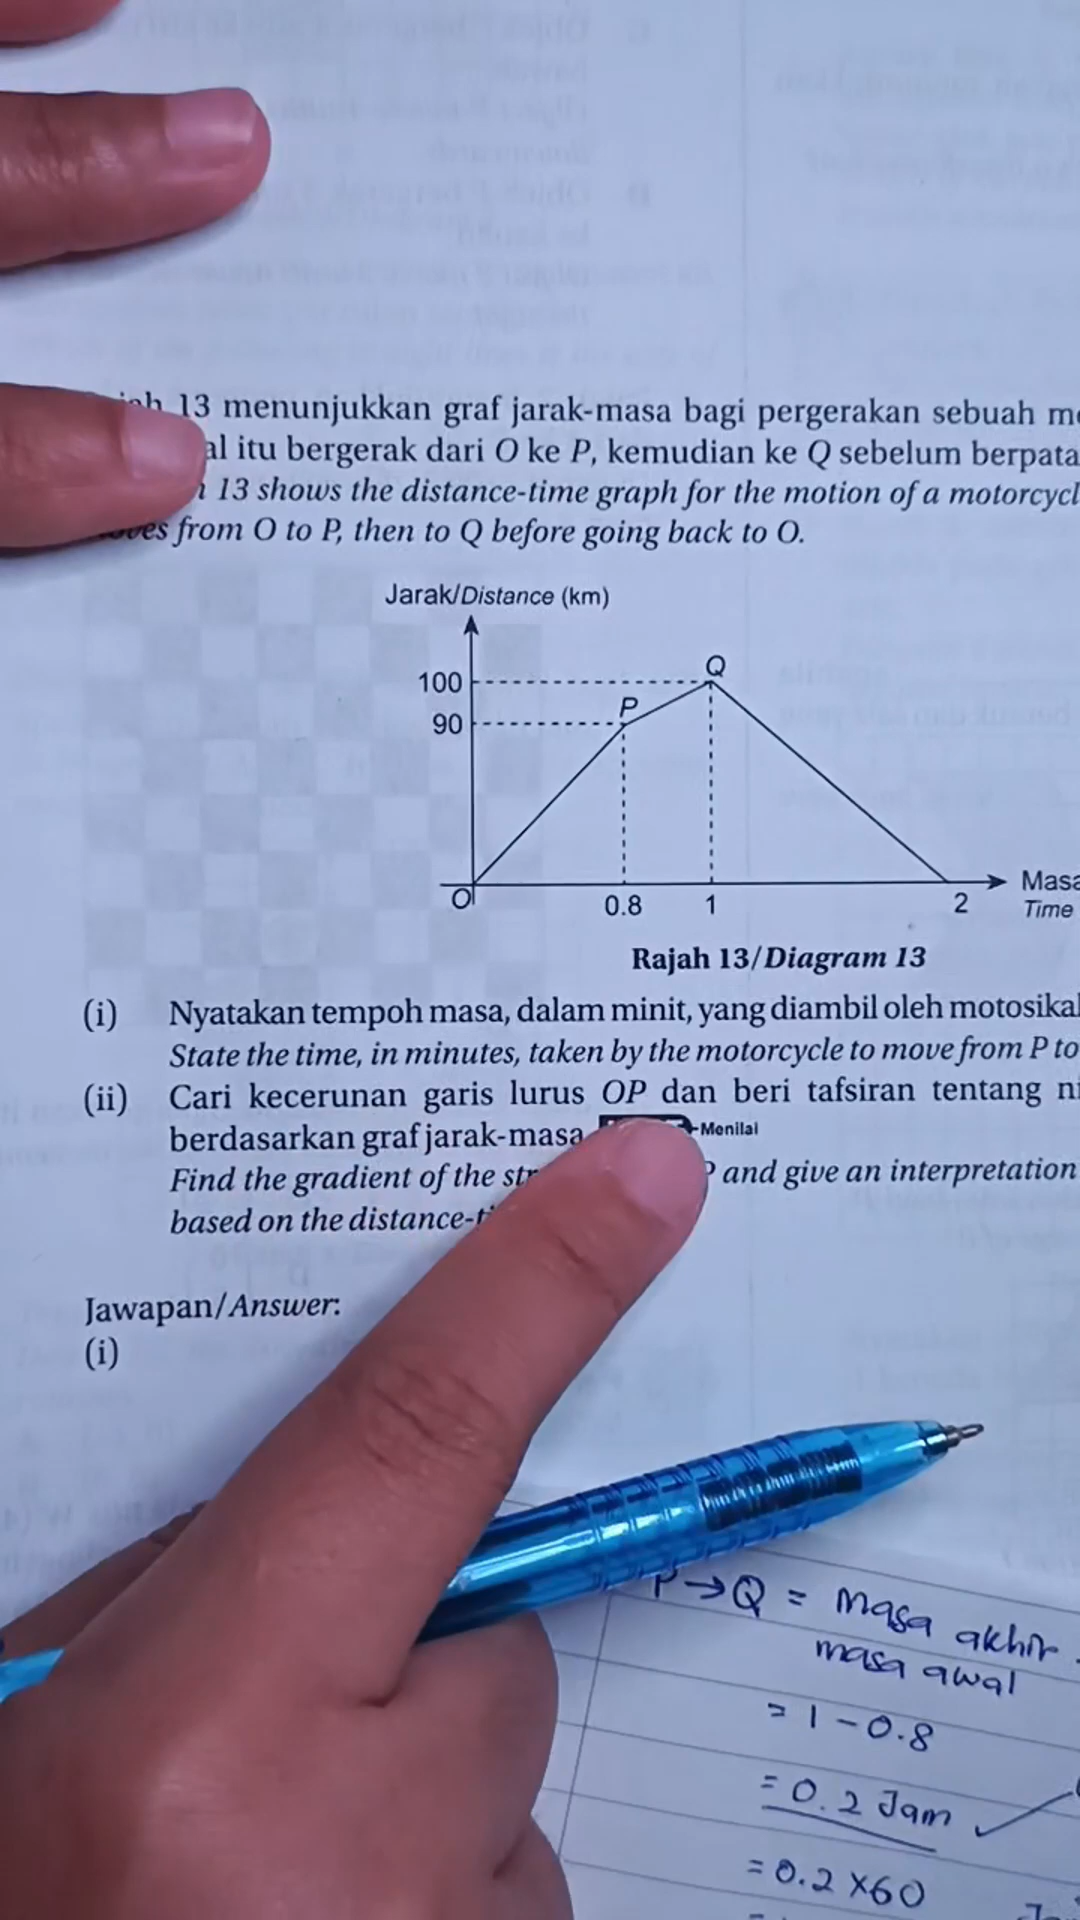 13 menunjukkan graf jarak-masa bagi pergerakan sebuah
itu bergerak dari O ke P, kemudian ke Q sebelum
13 shows the distance-time graph for the motion of a
from O to P, then to Q before going back to O.
Jarak/Distance (km)
Q
100
P
90
O
0.8
1
2
Masa
Time
Rajah 13/Diagram 13
(i) Nyatakan tempoh masa, dalam minit, yang diambil oleh motosikal
State the time, in minutes, taken by the motorcycle to move from P to
(ii) Cari kecerunan garis lurus OP dan beri tafsiran tentang
berdasarkan graf jarak-masa
Menilai
Find the gradient of the and give an interpretation
based on the
Jawapan/Answer:
(i)
P→Q = Masa akhir
masa awal
= 1 - 0.8
= 0.2 Jam
= 0.2 × 60